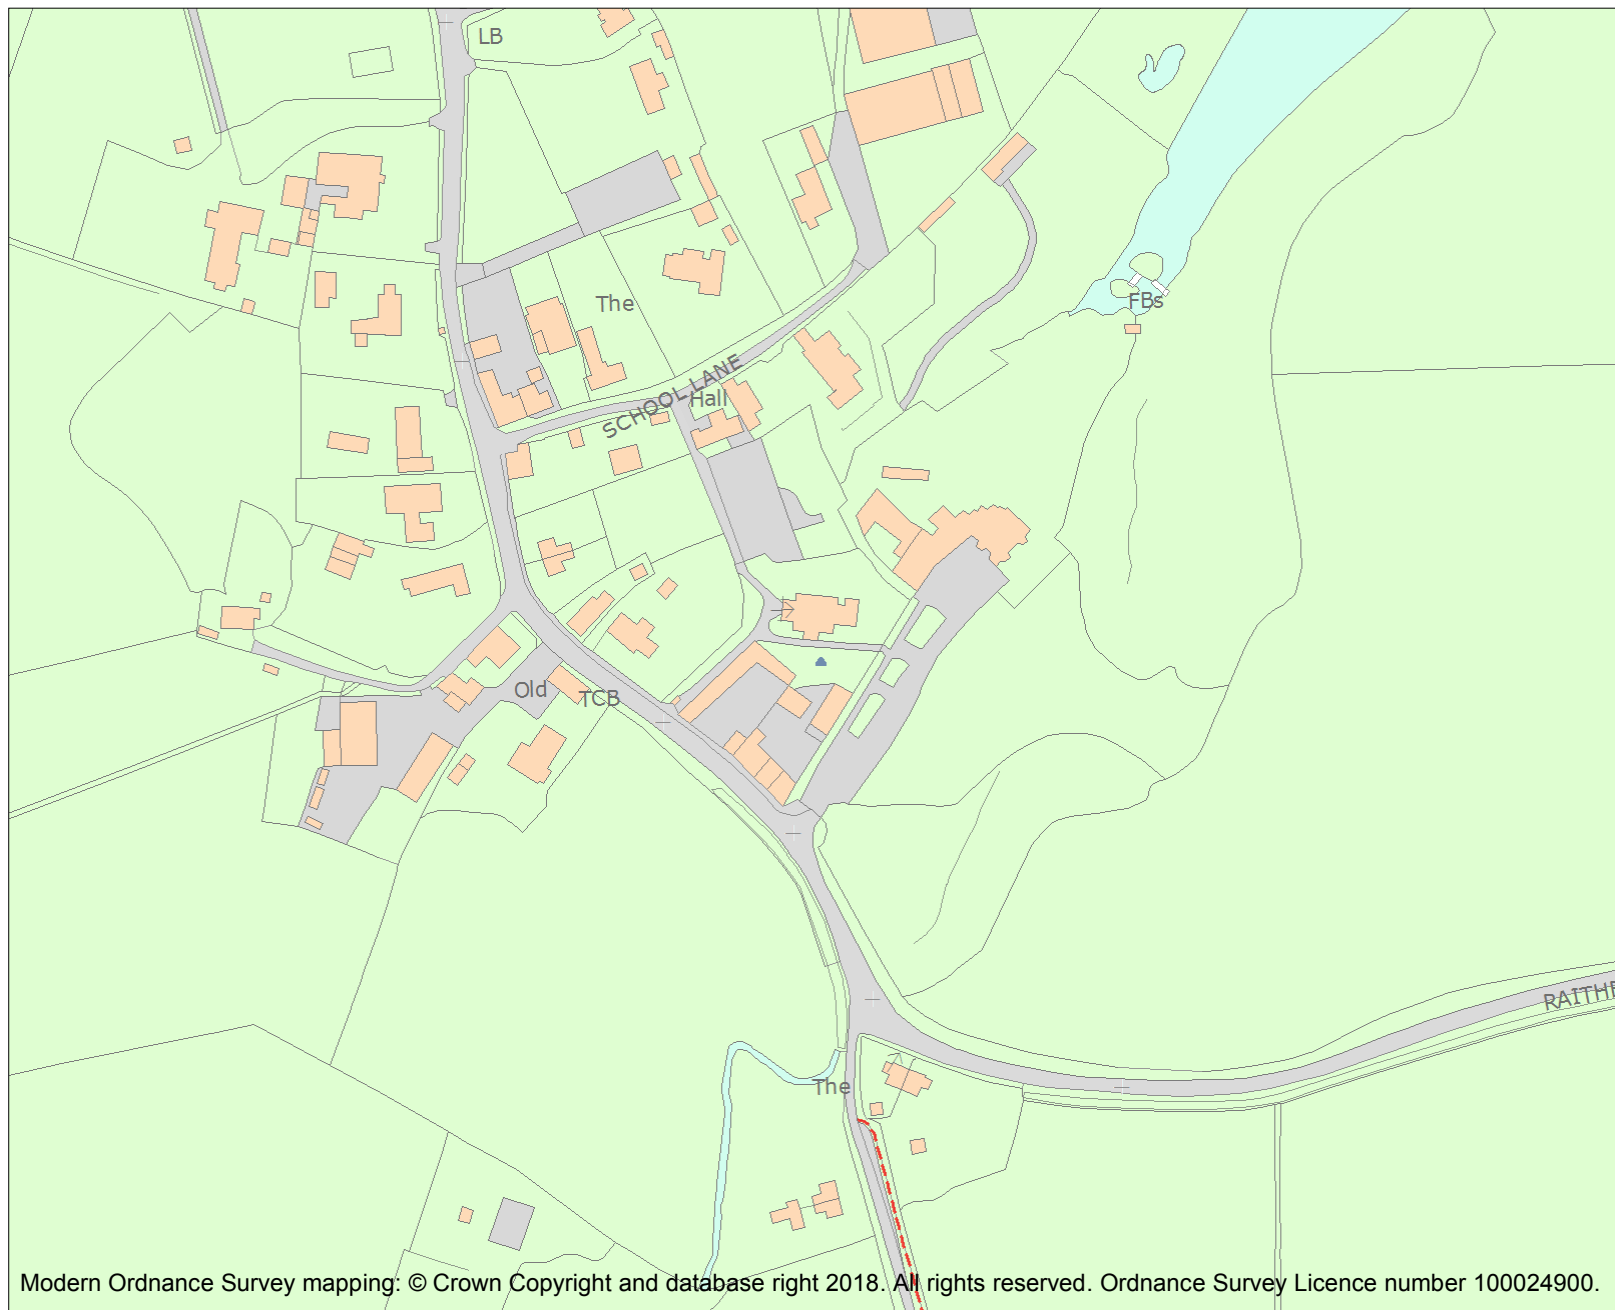 LB
The
FBs
SCHOOL LANE
Hall
Old
TCB
The
Modern Ordnance Survey mapping: © Crown Copyright and database right 2018. All rights reserved. Ordnance Survey Licence number 100024900.